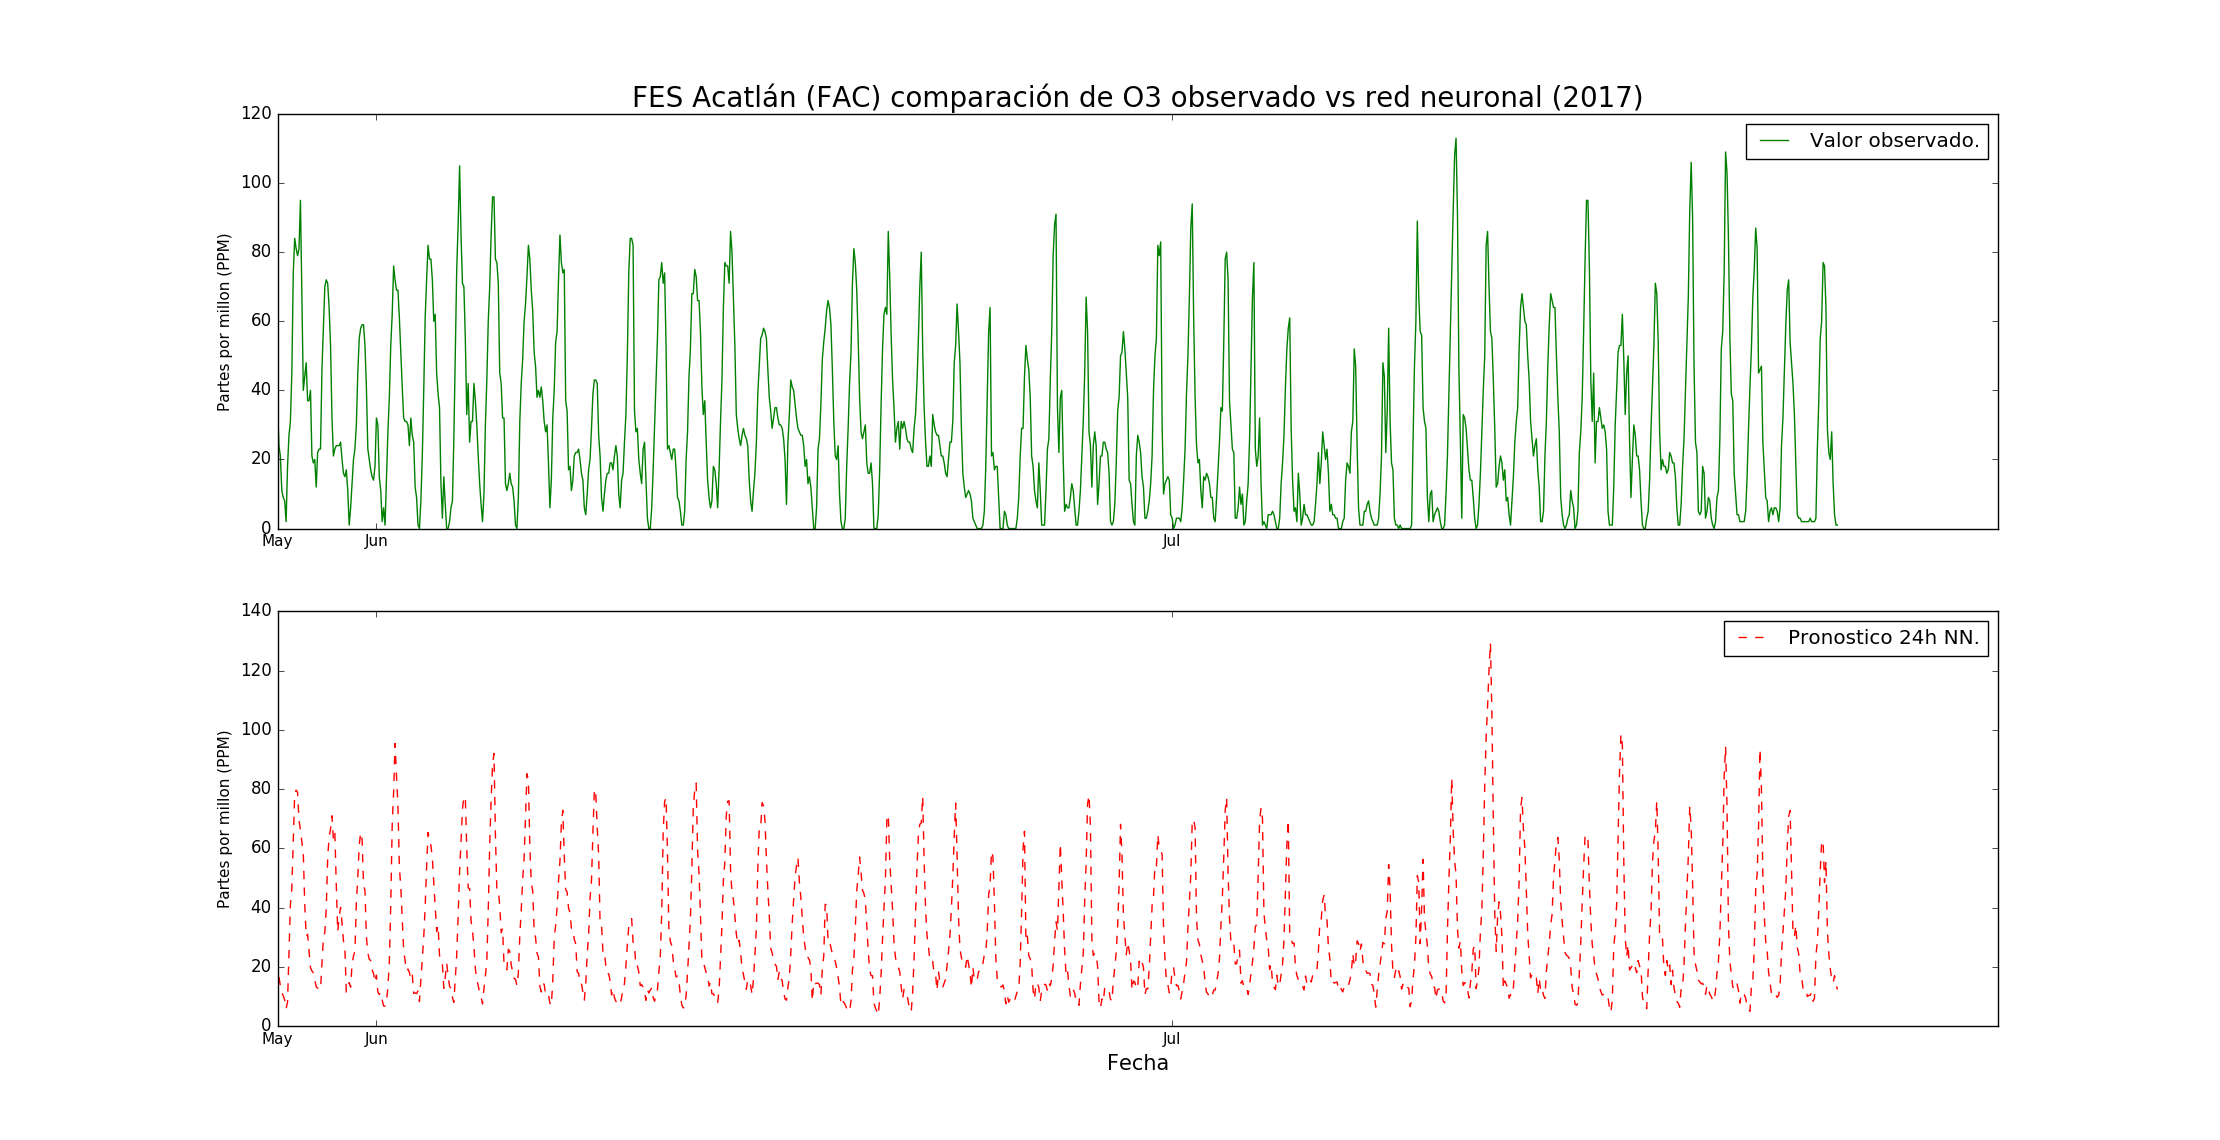 FES Acatlán (FAC) comparación de O3 observado vs red neuronal (2017)
120
100
80
60
40
20
0
Partes por millon (PPM)
Valor observado.
May
Jun
Jul
140
120
100
80
60
40
20
0
Partes por millon (PPM)
Pronostico 24h NN.
May
Jun
Jul
Fecha